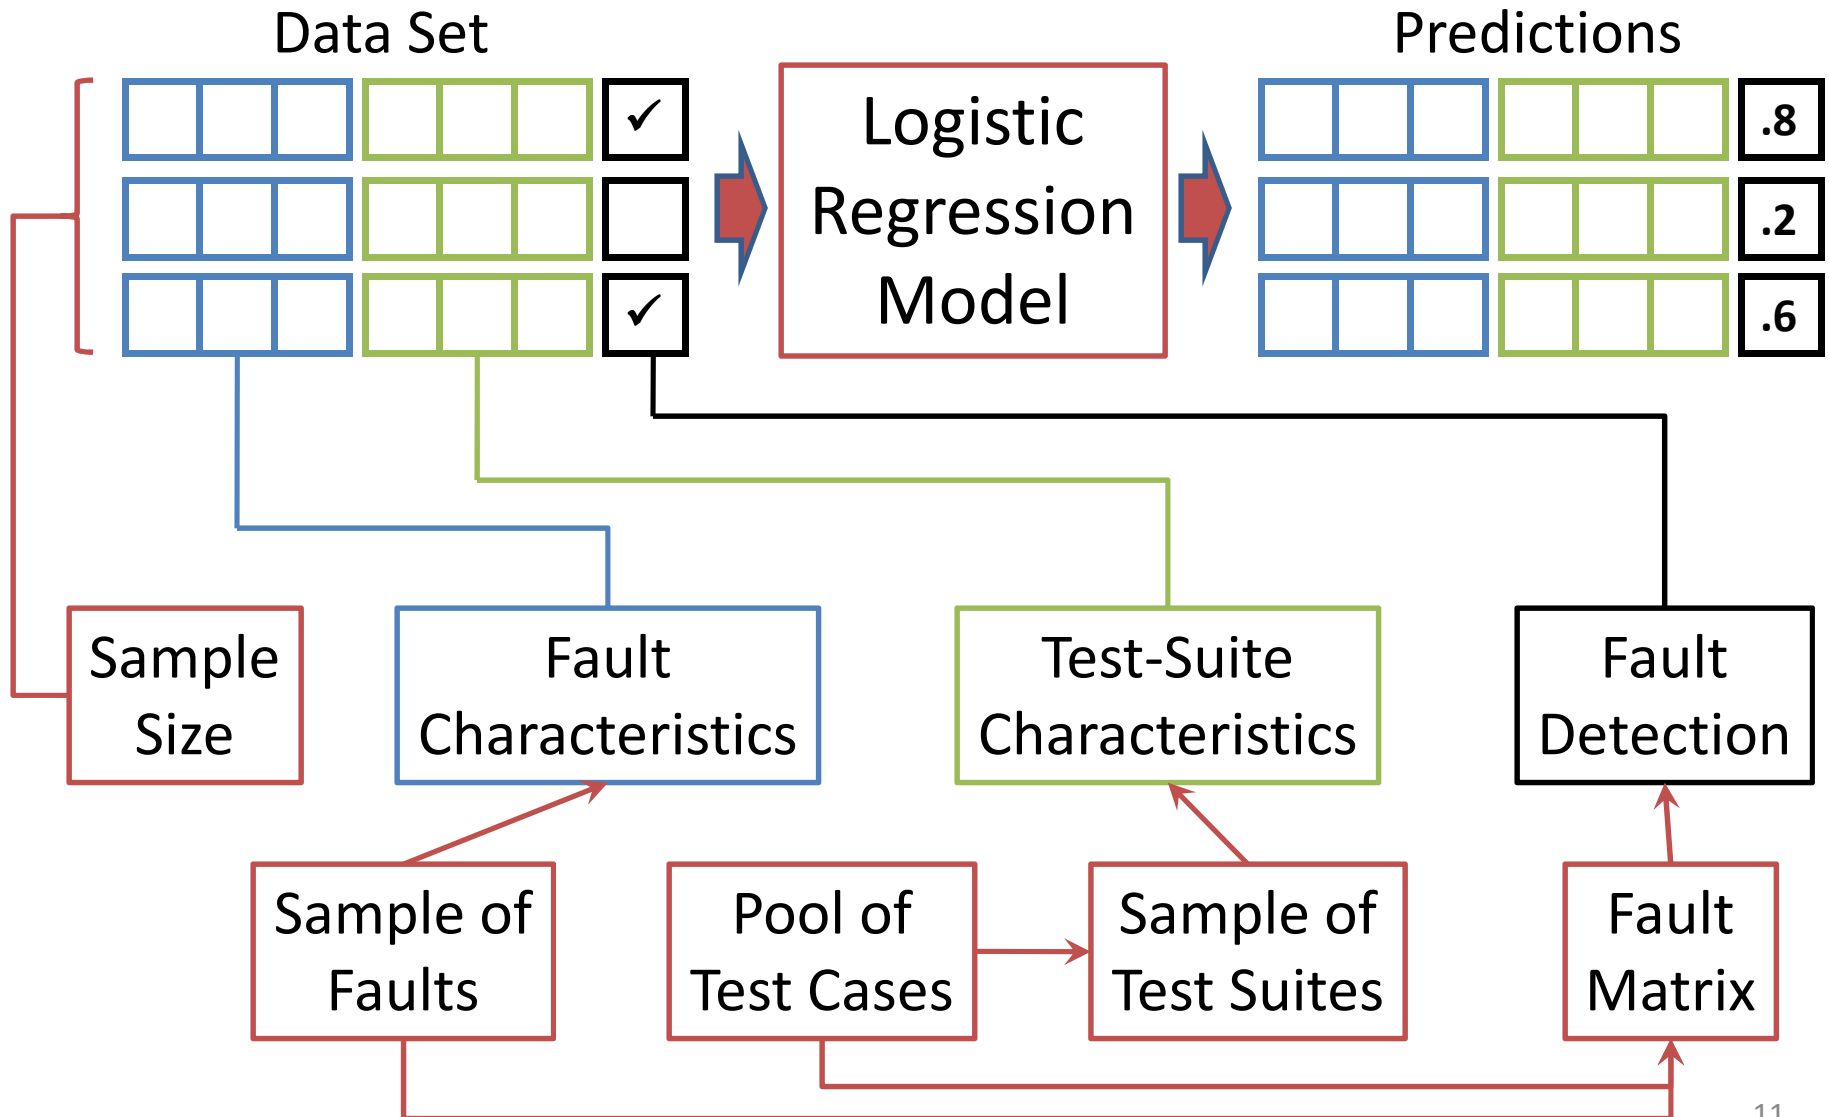 Data Set
Predictions
✓
✓
Logistic
Regression
Model
.8
.2
.6
Sample
Size
Fault
Characteristics
Test-Suite
Characteristics
Fault
Detection
Sample of
Faults
Pool of
Test Cases
Sample of
Test Suites
Fault
Matrix
11